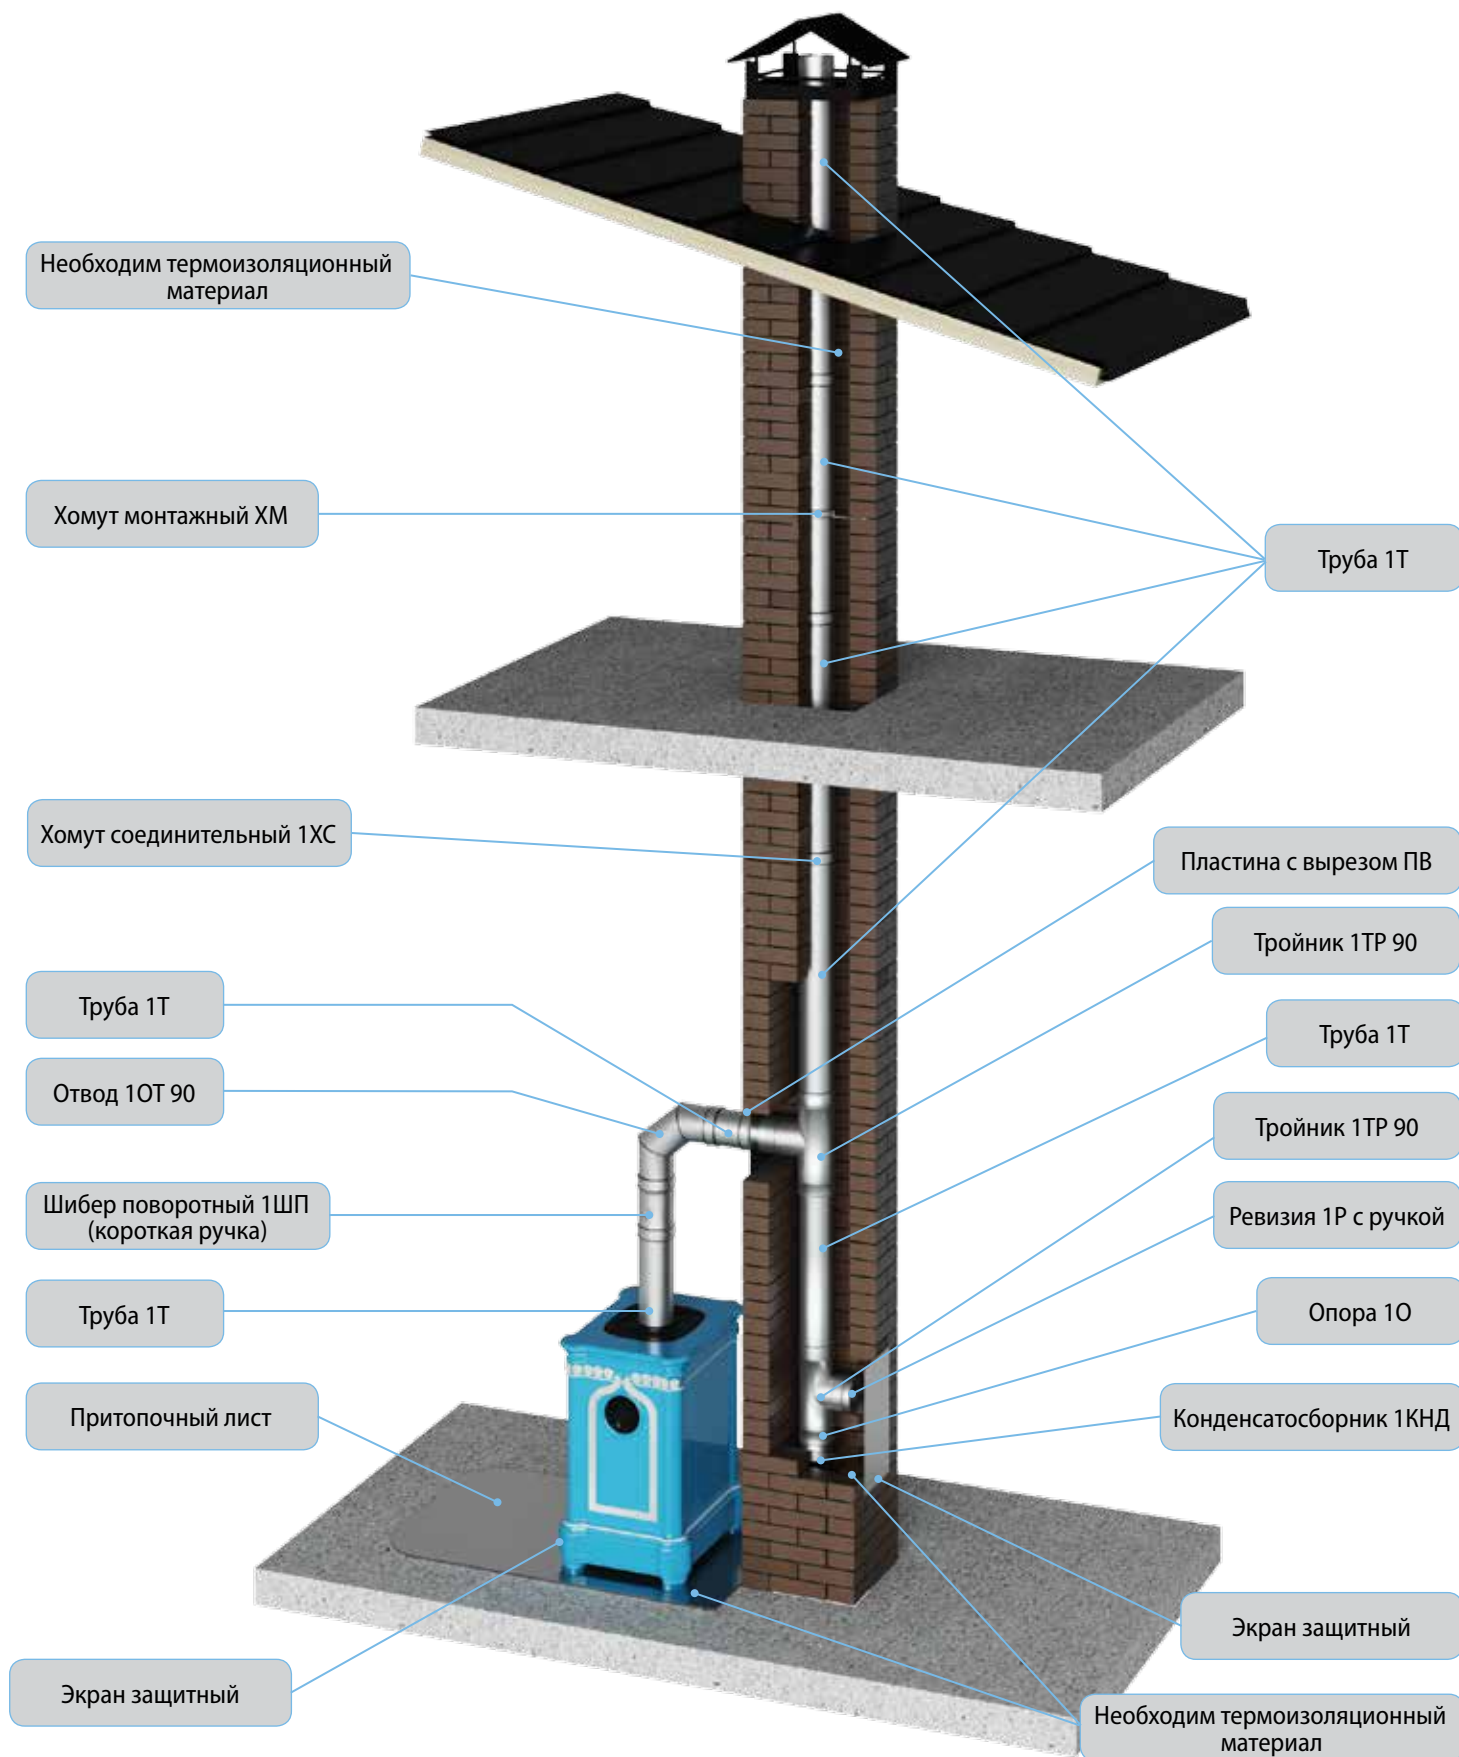 Необходим термоизоляционный
материал
Хомут монтажный ХМ
Труба 1Т
Хомут соединительный 1ХС
Пластина с вырезом ПВ
Тройник 1ТР 90
Труба 1Т
Труба 1Т
Отвод 1ОТ 90
Тройник 1ТР 90
Шибер поворотный 1ШП
(короткая ручка)
Ревизия 1Р с ручкой
Труба 1Т
Опора 1О
Притопочный лист
Конденсатосборник 1КНД
Экран защитный
Экран защитный
Необходим термоизоляционный
материал